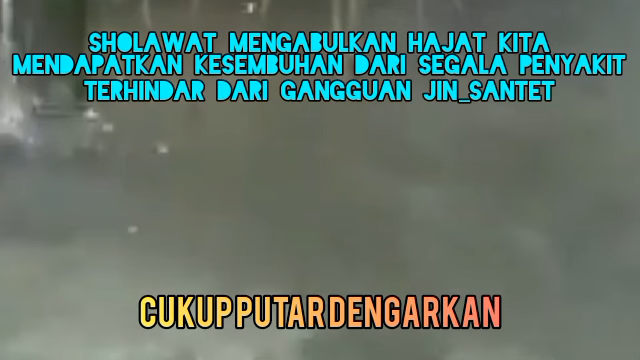 SHOLAWAT MENGABULKAN HAJAT KITA
MENDAPATKAN KESEMBUHAN DARI SEGALA PENYAKIT
TERHINDAR DARI GANGGUAN JIN_SANTET
CUKUP PUTAR DENGARKAN